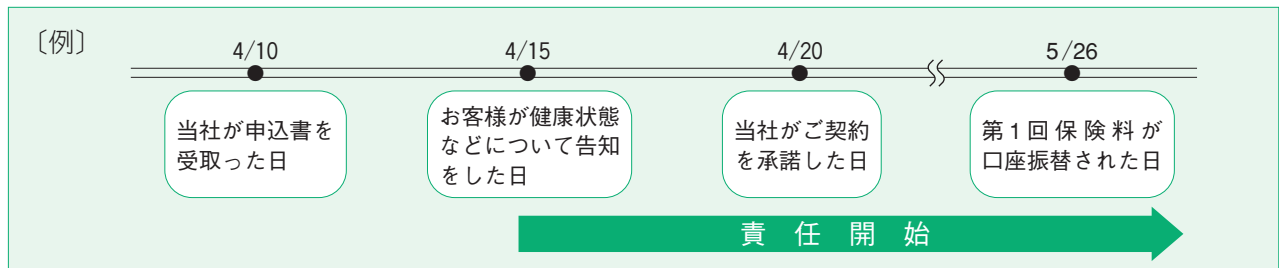 〔例〕
4/10
4/15
4/20
5/26
当社が申込書を
受取った日
お客様が健康状態
などについて告知
をした日
当社がご契約
を承諾した日
第1回保険料が
口座振替された日
責任開始